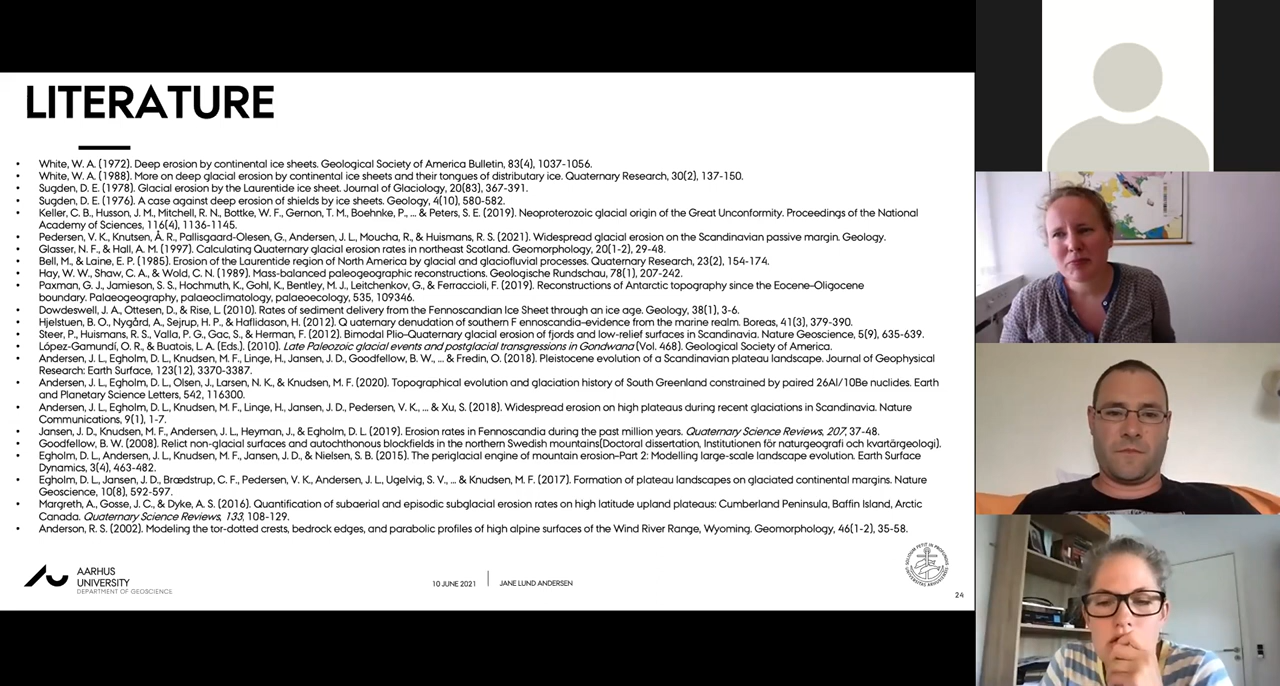 LITERATURE
• White, W. A. (1972). Deep erosion by continental ice sheets. Geological Society of America Bulletin, 83(4), 1037-1056.
• White, W. A. (1988). More on deep glacial erosion by continental ice sheets and their tongues of distributary ice. Quaternary Research, 30(2), 137-150.
• Sugden, D. E. (1978). Glacial erosion by the Laurentide ice sheet. Journal of Glaciology, 20(83), 367-391.
• Sugden, D. E. (1976). A case against deep erosion of shields by ice sheets. Geology, 4(10), 580-582.
• Keller, C. B., Husson, J. M., Mitchell, R. N., Bottke, W. F., Gernon, T. M., Boehnke, P., ... & Peters, S. E. (2019). Neoproterozoic glacial origin of the Great Unconformity. Proceedings of the National
Academy of Sciences, 116(4), 1136-1145.
• Pedersen, V. K., Knutsen, Å. R., Pallisgaard-Olesen, G., Andersen, J. L., Moucha, R., & Huismans, R. S. (2021). Widespread glacial erosion on the Scandinavian passive margin. Geology.
• Glasser, N. F., & Hall, A. M. (1997). Calculating Quaternary glacial erosion rates in northeast Scotland. Geomorphology, 20(1-2), 29-48.
• Bell, M., & Laine, E. P. (1985). Erosion of the Laurentide region of North America by glacial and glaciofluvial processes. Quaternary Research, 23(2), 154-174.
• Hay, W. W., Shaw, C. A., & Wold, C. N. (1989). Mass-balanced paleogeographic reconstructions. Geologische Rundschau, 78(1), 207-242.
• Paxman, G. J., Jamieson, S. S., Hochmuth, K., Gohl, K., Bentley, M. J., Leitchenkov, G., & Ferraccioli, F. (2019). Reconstructions of Antarctic topography since the Eocene-Oligocene
boundary. Palaeogeography, palaeoclimatology, palaeoecology, 535, 109346.
• Dowdeswell, J. A., Ottesen, D., & Rise, L. (2010). Rates of sediment delivery from the Fennoscandian Ice Sheet through an ice age. Geology, 38(1), 3-6.
• Hjelstuen, B. O., Nygård, A., Sejrup, H. P., & Haflidason, H. (2012). Q uaternary denudation of southern F ennoscandia-evidence from the marine realm. Boreas, 41(3), 379-390.
• Steer, P., Huismans, R. S., Valla, P. G., Gac, S., & Herman, F. (2012). Bimodal Plio-Quaternary glacial erosion of fjords and low-relief surfaces in Scandinavia. Nature Geoscience, 5(9), 635-639.
• López-Gamundí, O. R., & Buatois, L. A. (Eds.). (2010). Late Paleozoic glacial events and postglacial transgressions in Gondwana (Vol. 468). Geological Society of America.
• Andersen, J. L., Egholm, D. L., Knudsen, M. F., Linge, H., Jansen, J. D., Goodfellow, B. W., ... & Fredin, O. (2018). Pleistocene evolution of a Scandinavian plateau landscape. Journal of Geophysical
Research: Earth Surface, 123(12), 3370-3387.
• Andersen, J. L., Egholm, D. L., Olsen, J., Larsen, N. K., & Knudsen, M. F. (2020). Topographical evolution and glaciation history of South Greenland constrained by paired 26Al/10Be nuclides. Earth
and Planetary Science Letters, 542, 116300.
• Andersen, J. L., Egholm, D. L., Knudsen, M. F., Linge, H., Jansen, J. D., Pedersen, V. K., ... & Xu, S. (2018). Widespread erosion on high plateaus during recent glaciations in Scandinavia. Nature
Communications, 9(1), 1-7.
• Jansen, J. D., Knudsen, M. F., Andersen, J. L., Heyman, J., & Egholm, D. L. (2019). Erosion rates in Fennoscandia during the past million years. Quaternary Science Reviews, 207, 37-48.
• Goodfellow, B. W. (2008). Relict non-glacial surfaces and autochthonous blockfields in the northern Swedish mountains(Doctoral dissertation, Institutionen för naturgeografi och kvartärgeologi).
• Egholm, D. L., Andersen, J. L., Knudsen, M. F., Jansen, J. D., & Nielsen, S. B. (2015). The periglacial engine of mountain erosion–Part 2: Modelling large-scale landscape evolution. Earth Surface
Dynamics, 3(4), 463-482.
• Egholm, D. L., Jansen, J. D., Brædstrup, C. F., Pedersen, V. K., Andersen, J. L., Ugelvig, S. V., ... & Knudsen, M. F. (2017). Formation of plateau landscapes on glaciated continental margins. Nature
Geoscience, 10(8), 592-597.
• Margreth, A., Gosse, J. C., & Dyke, A. S. (2016). Quantification of subaerial and episodic subglacial erosion rates on high latitude upland plateaus: Cumberland Peninsula, Baffin Island, Arctic
Canada. Quaternary Science Reviews, 133, 108-129.
• Anderson, R. S. (2002). Modeling the tor-dotted crests, bedrock edges, and parabolic profiles of high alpine surfaces of the Wind River Range, Wyoming. Geomorphology, 46(1-2), 35-58.
AARHUS
UNIVERSITY
DEPARTMENT OF GEOSCIENCE
10 JUNE 2021
JANE LUND ANDERSEN
24